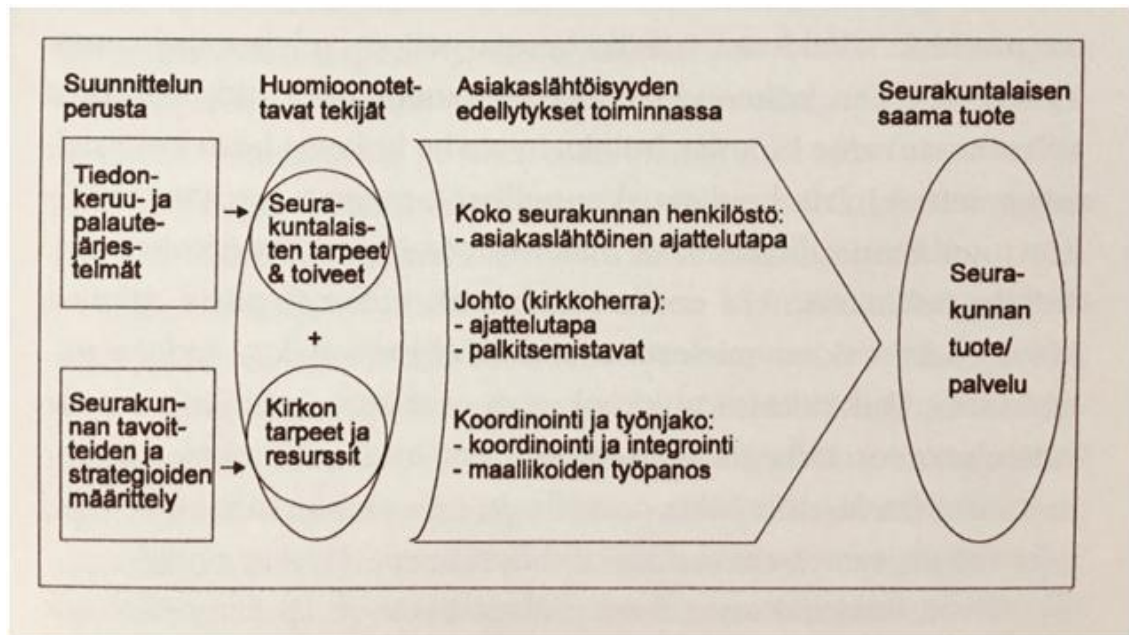 Suunnittelun
perusta
Huomioonotet-
tavat tekijät
Asiakaslähtöisyyden
edellytykset toiminnassa
Seurakuntalaisen
saama tuote
Tiedon-
keruu- ja
palaute-
järjes-
telmät
Seura-
kuntalais-
ten tarpeet
& toiveet
+
Seurakun-
nan tavoit-
teiden ja
strategioiden
määrittely
Kirkon
tarpeet ja
resurssit
Koko seurakunnan henkilöstö:
- asiakaslähtöinen ajattelutapa
Johto (kirkkoherra):
- ajattelutapa
- palkitsemistavat
Koordinointi ja työnjako:
- koordinointi ja integrointi
- maallikoiden työpanos
Seura-
kunnan
tuote/
palvelu